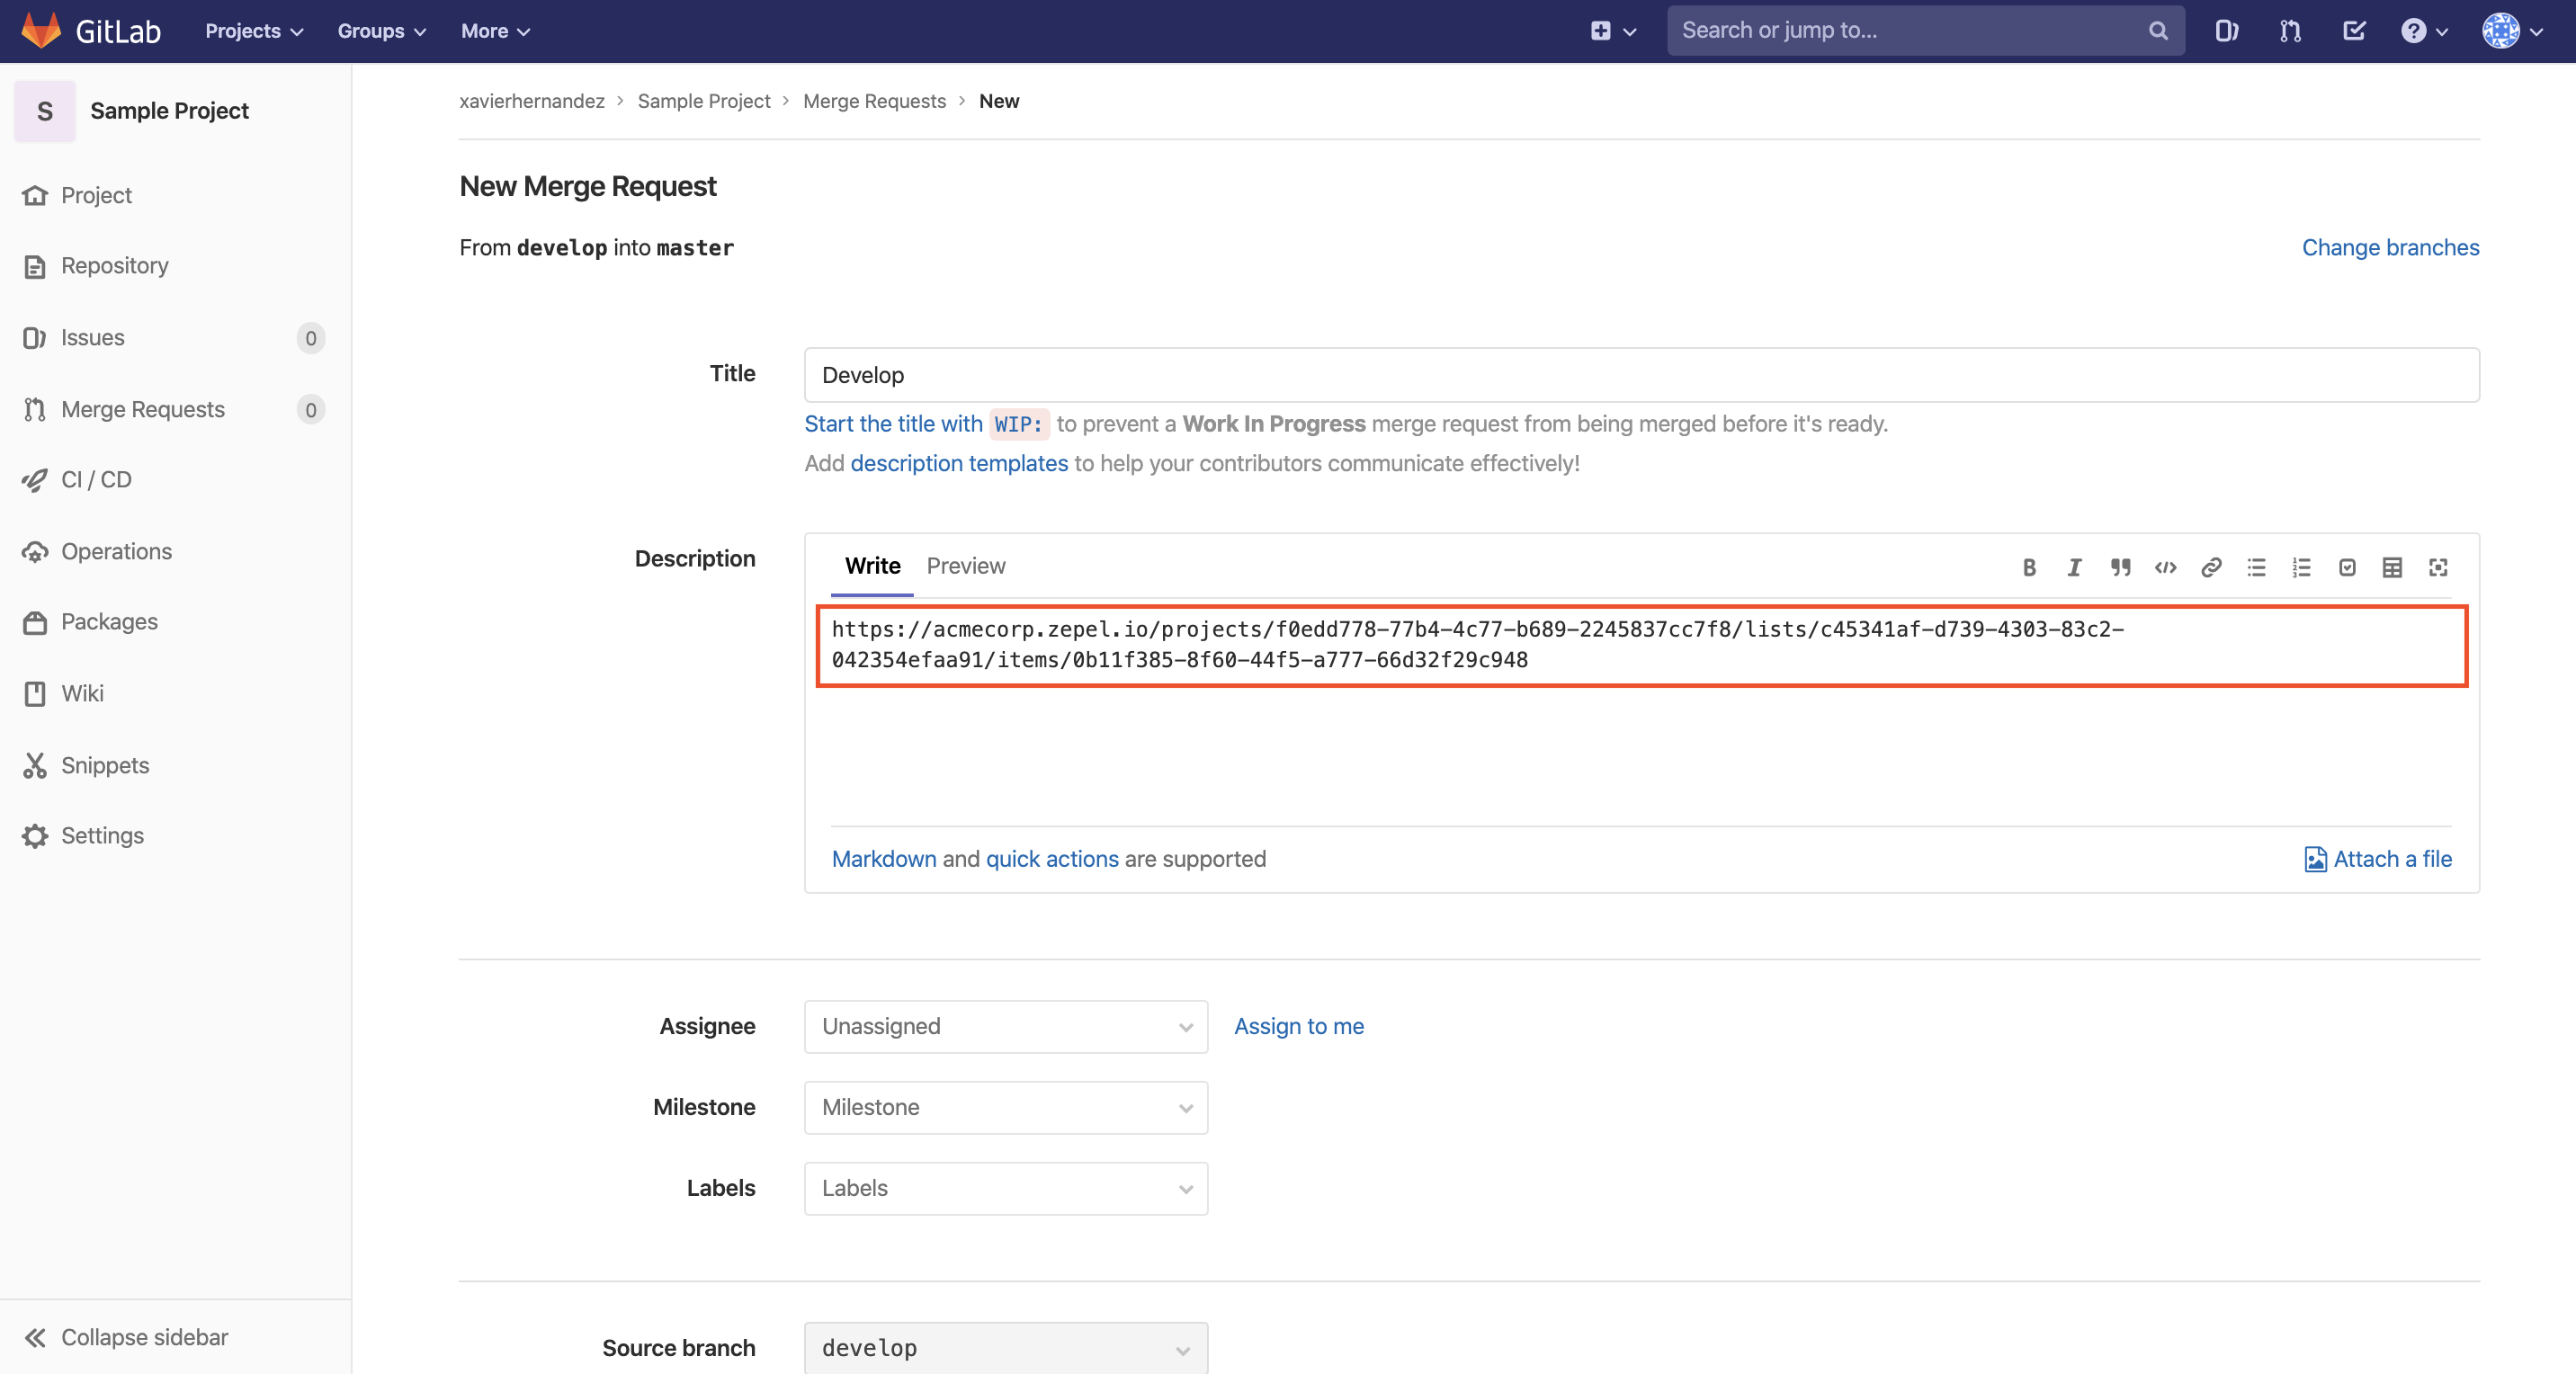 GitLab
Projects
Groups
More
Search or jump to...
S
Sample Project
Project
Repository
Issues
0
Merge Requests
0
CI / CD
Operations
Packages
Wiki
Snippets
Settings
Collapse sidebar
xavierhernandez > Sample Project > Merge Requests > New
New Merge Request
From develop into master
Change branches
Title
Develop
Start the title with WIP: to prevent a Work In Progress merge request from being merged before it's ready.
Add description templates to help your contributors communicate effectively!
Description
Write
Preview
https://acmecorp.zepel.io/projects/f0edd778-77b4-4c77-b689-2245837cc7f8/lists/c45341af-d739-4303-83c2-
042354efaa91/items/0b11f385-8f60-44f5-a777-66d32f29c948
Markdown and quick actions are supported
Attach a file
Assignee
Unassigned
Assign to me
Milestone
Milestone
Labels
Labels
Source branch
develop